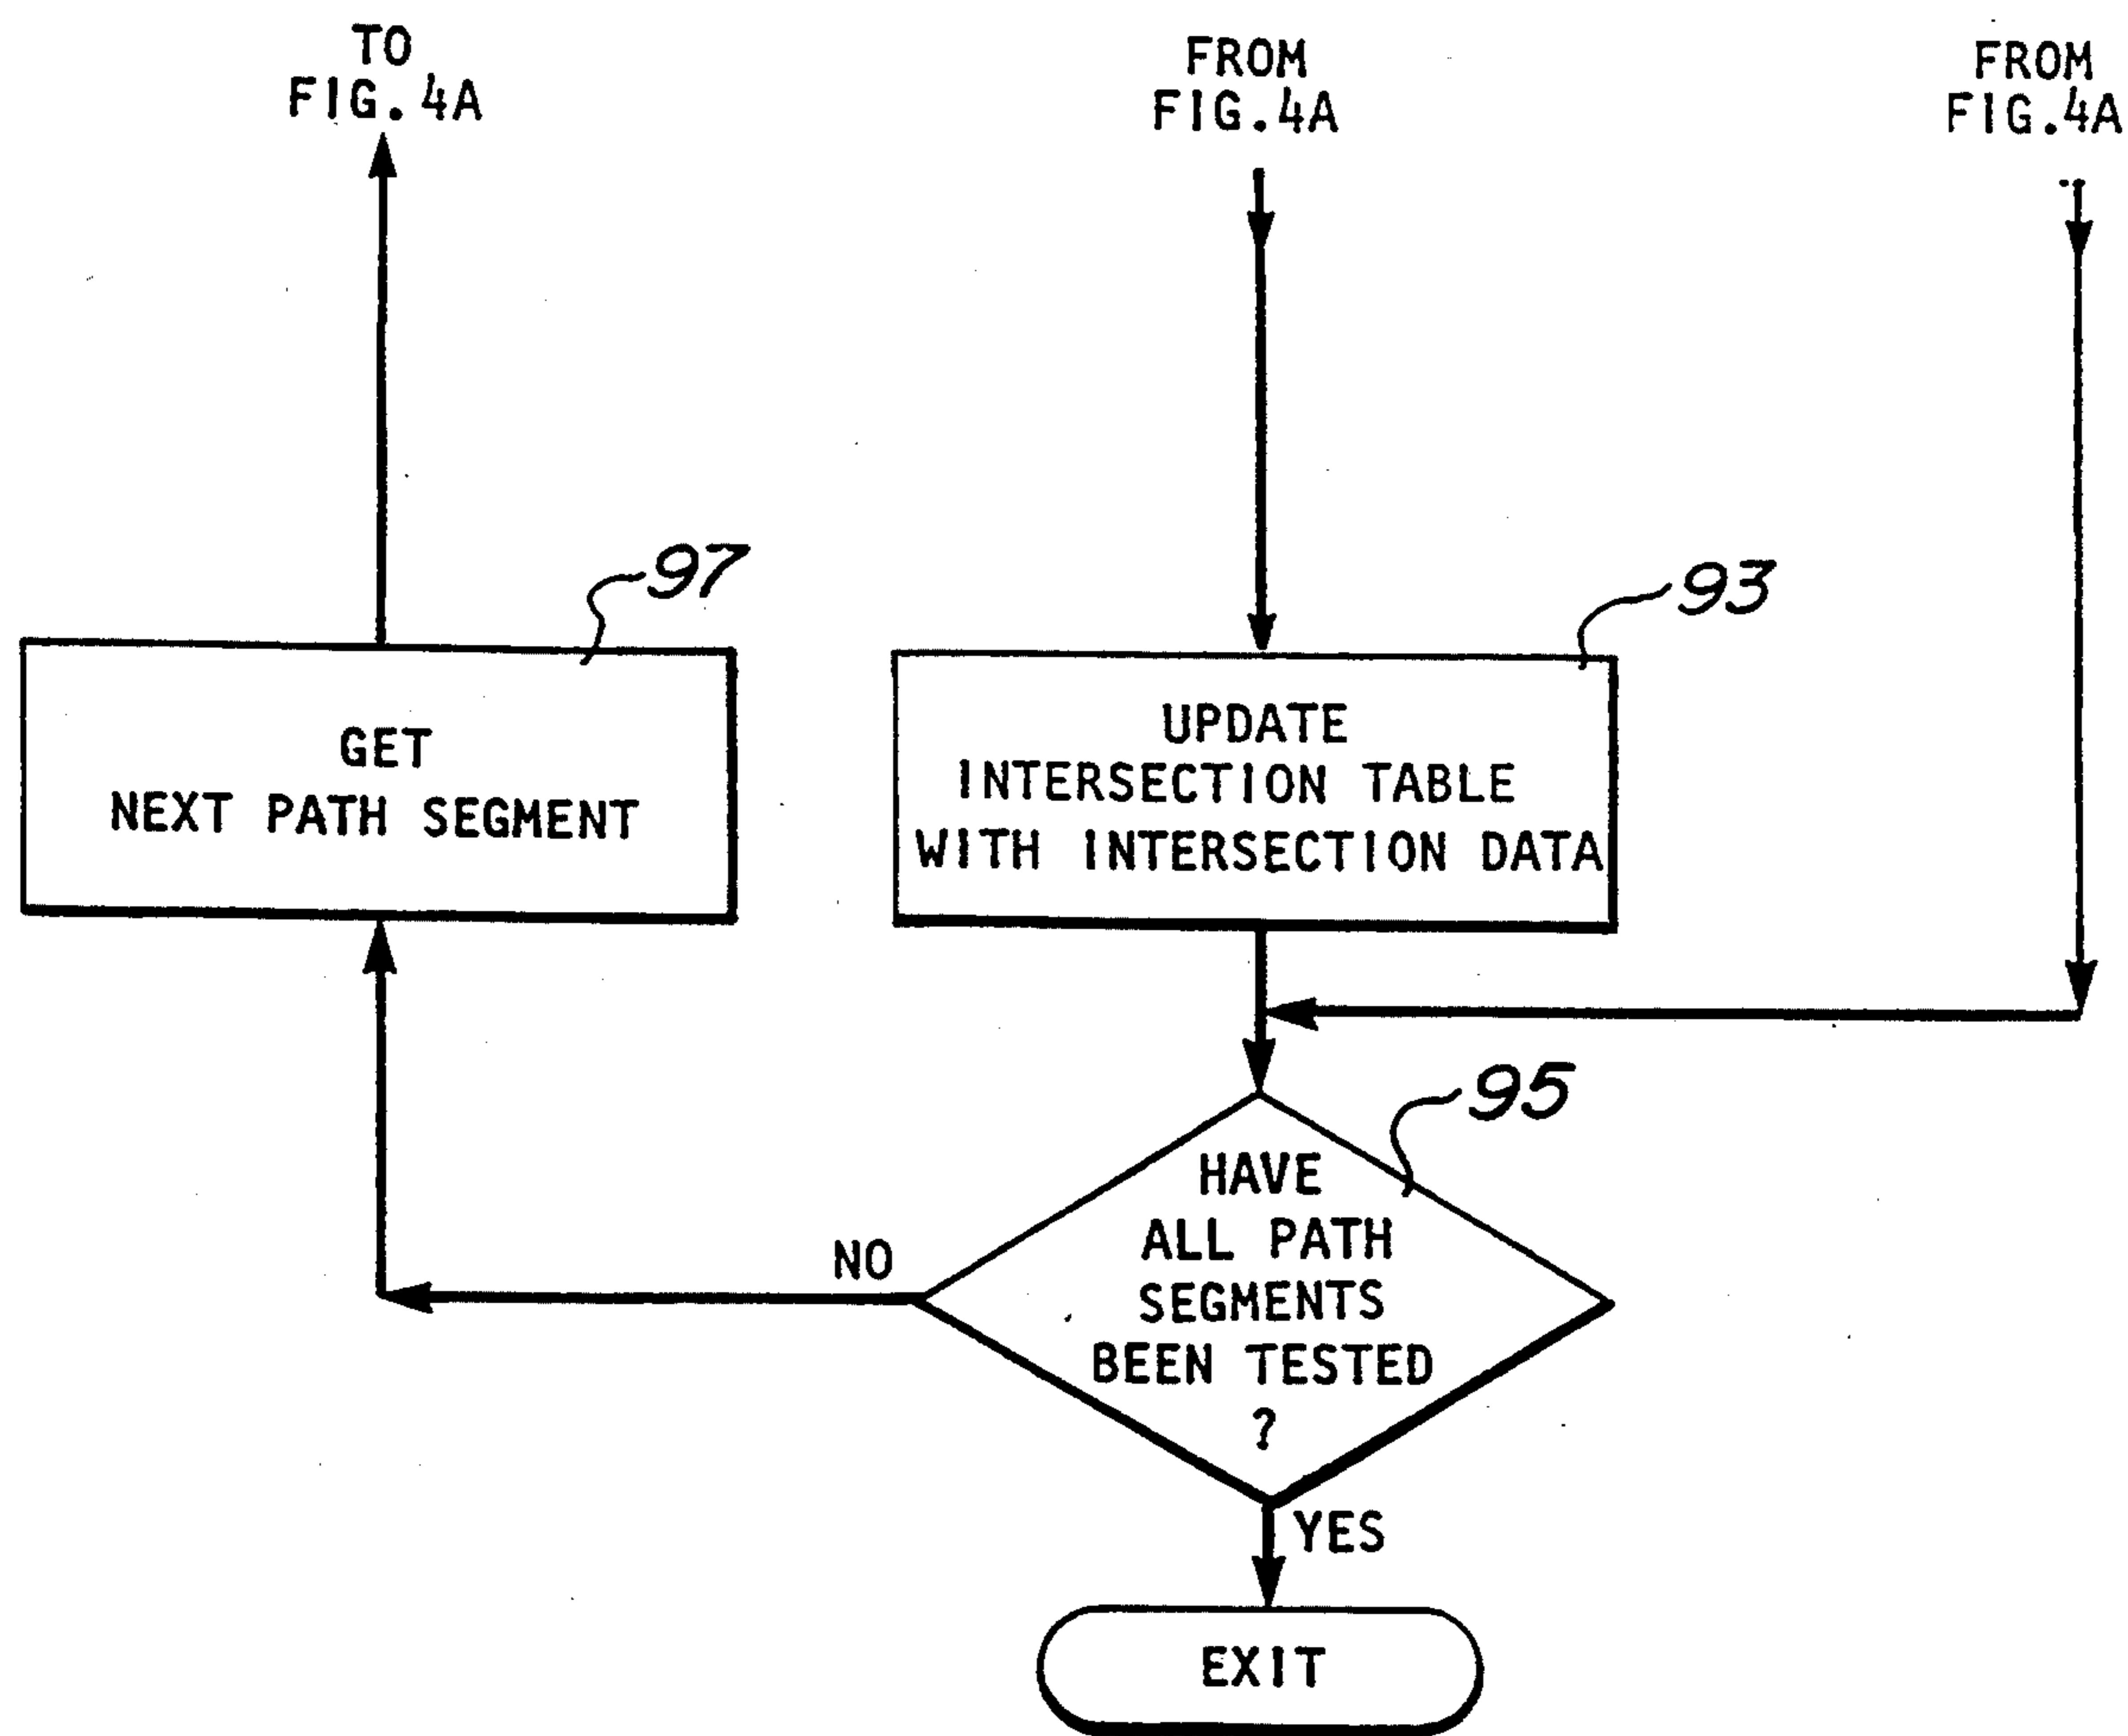 TO
FIG.4A
FROM
FIG.4A
FROM
FIG.4A
97
93
GET
NEXT PATH SEGMENT
UPDATE
INTERSECTION TABLE
WITH INTERSECTION DATA
95
HAVE
ALL PATH
SEGMENTS
BEEN TESTED
?
NO
YES
EXIT